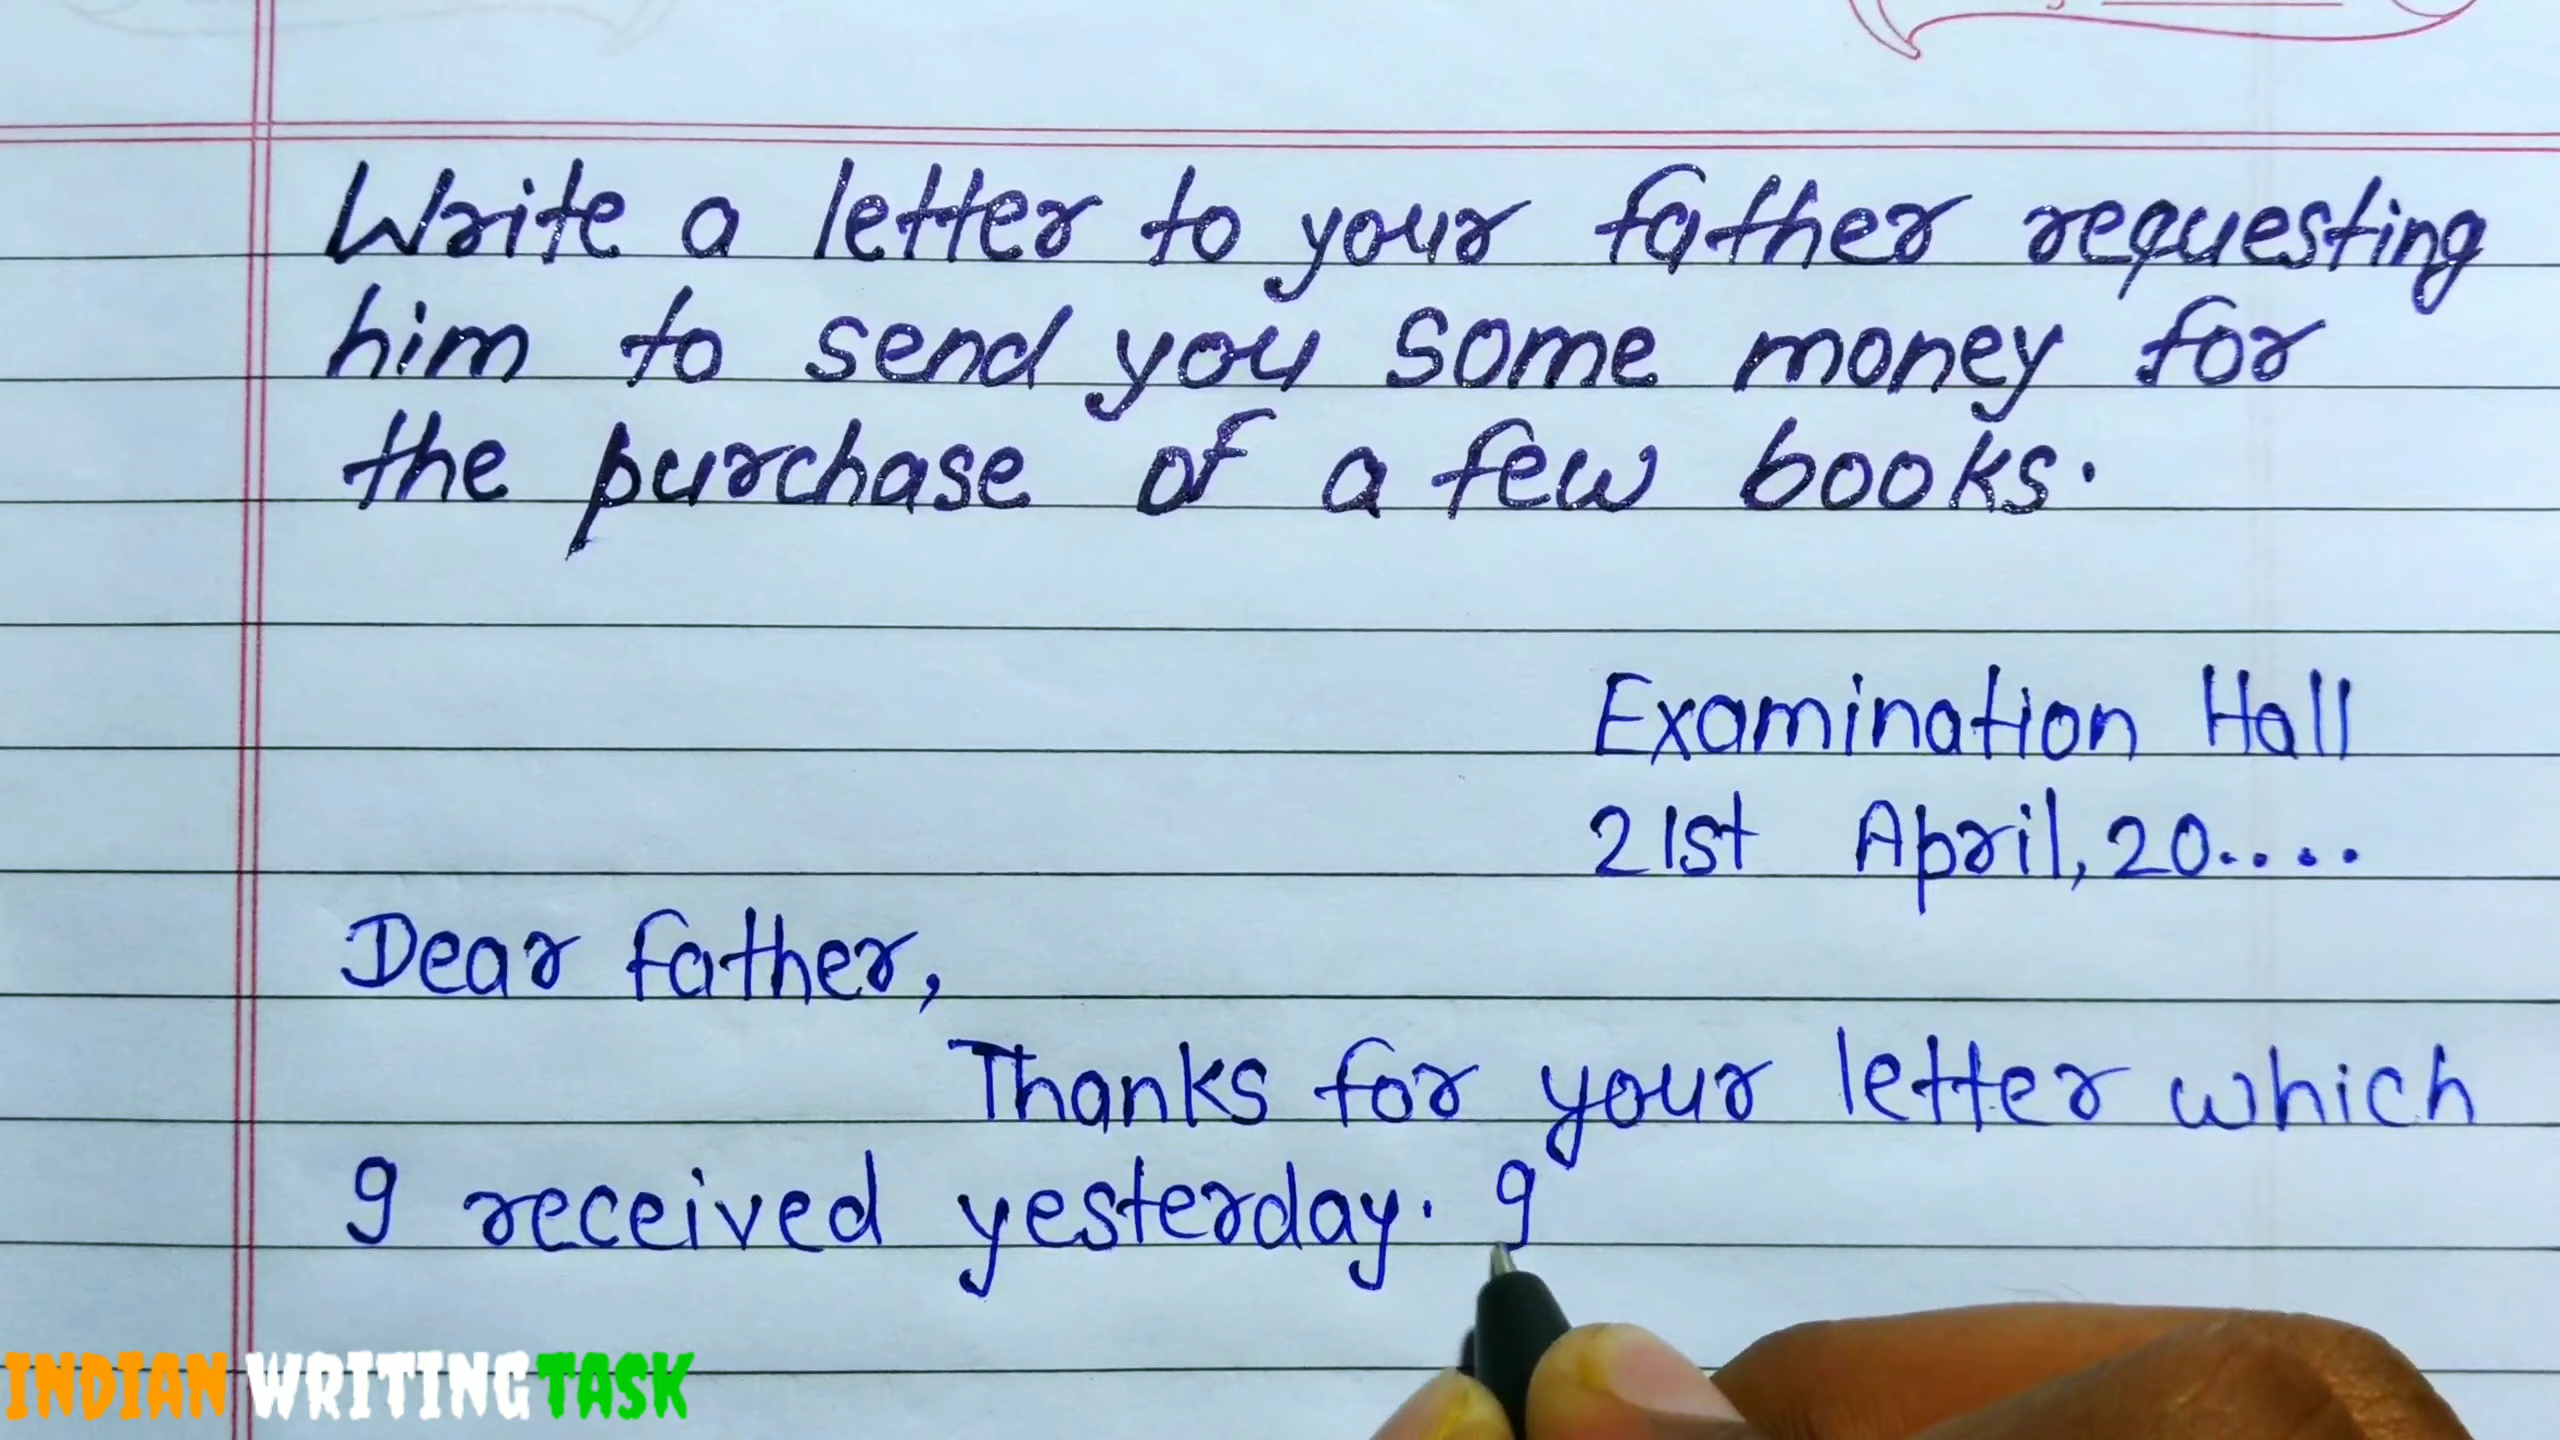 Write a letter to your father requesting
him to send you some money for
the purchase of a few books.
Examination Hall
21st April, 20....
Dear father,
Thanks for your letter which
I received yesterday. I
INDIAN WRITING TASK